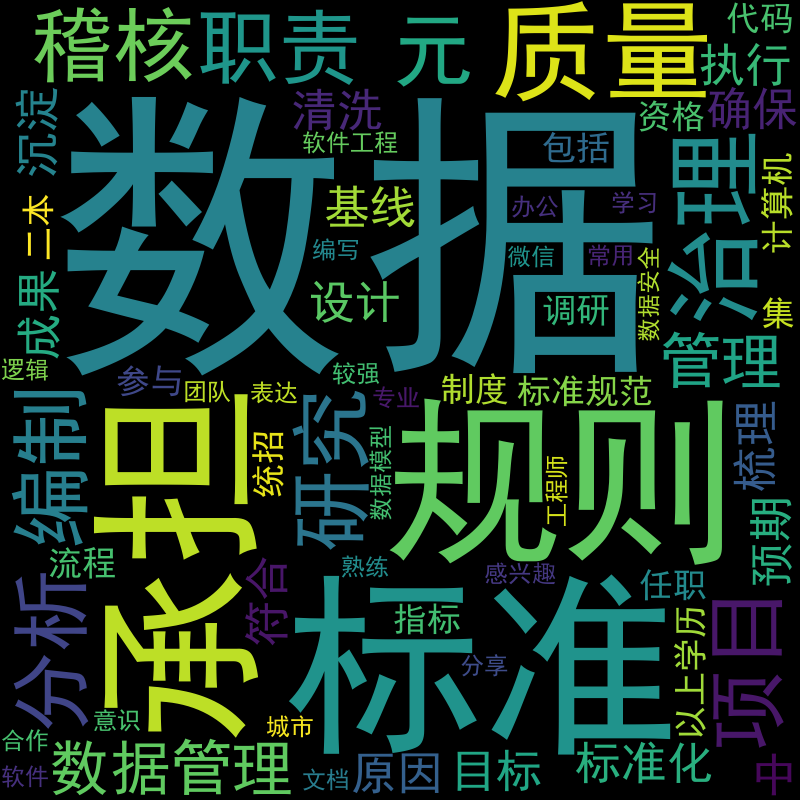 稽核
职责
元
质量
代码
执行
沉淀
清洗
资格
确保
软件工程
包括
数据
治理
计算机
二本
基线
办公
学习
编写
微信
常用
数据安全
成果
设计
调研
集
逻辑
参与
团队
表达
较强
专业
制度
标准规范
管理
编制
承担
统招
研究
数据模型
规则
工程师
梳理
预期
流程
熟练
感兴趣
任职
分析
符合
标准
指标
以上学历
项目
分享
意识
城市
合作
软件
数据管理
文档
原因
目标
标准化
中